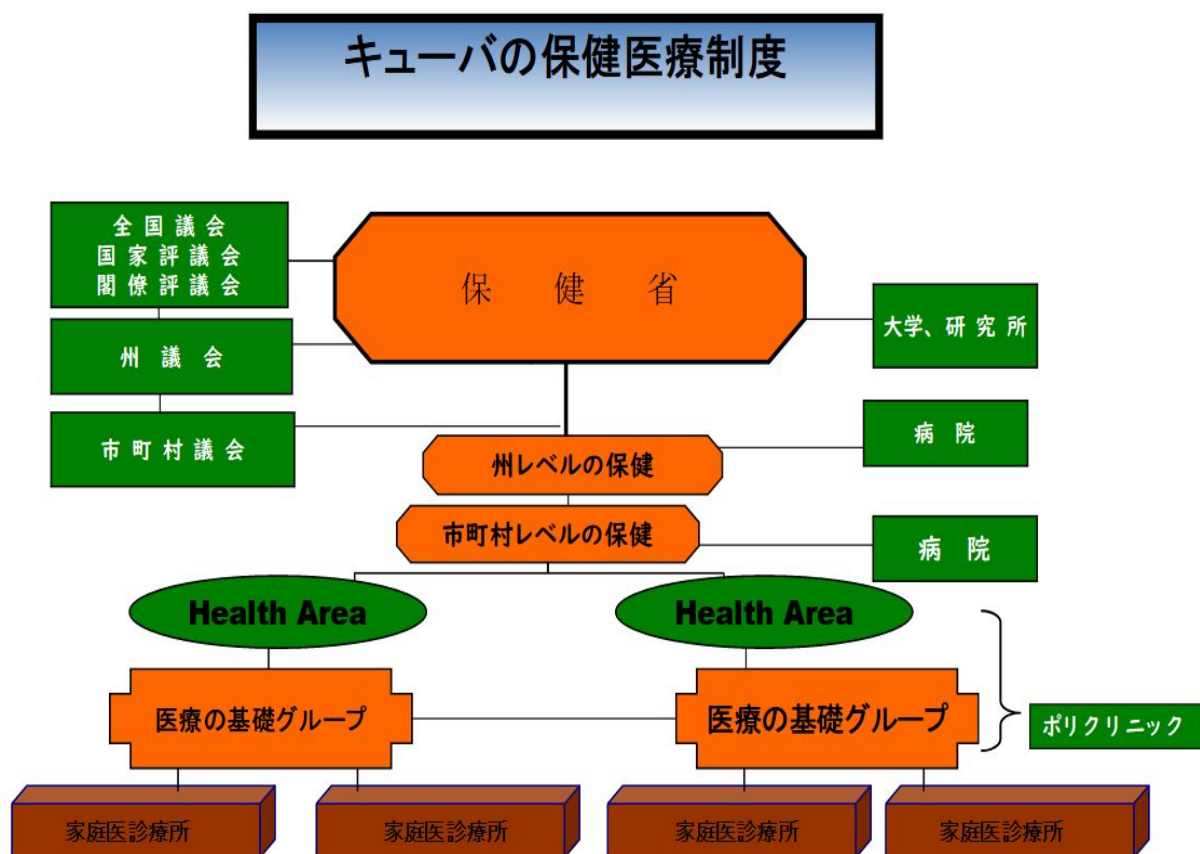 キューバの保健医療制度
全国議会
国家評議会
閣僚評議会
保健省
大学、研究所
州議会
病院
市町村議会
州レベルの保健
市町村レベルの保健
病院
Health Area
Health Area
医療の基礎グループ
医療の基礎グループ
ポリクリニック
家庭医診療所
家庭医診療所
家庭医診療所
家庭医診療所